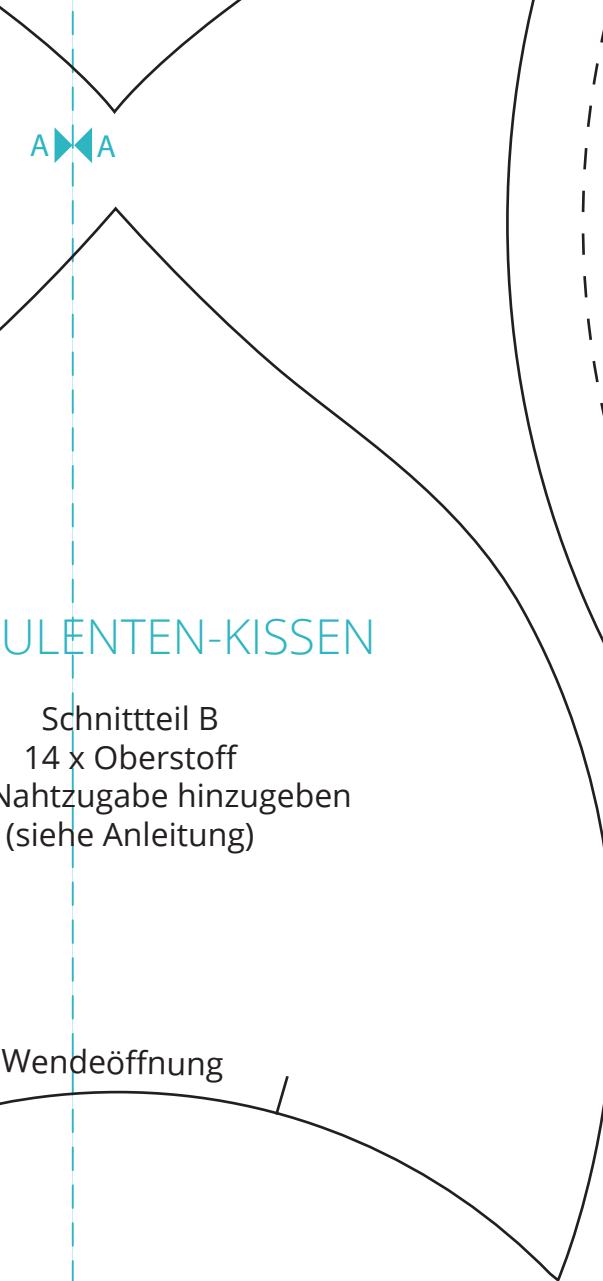 A A
ULENTEN-KISSEN
Schnittteil B
14 x Oberstoff
Nahtzugabe hinzugeben
(siehe Anleitung)
Wendeöffnung